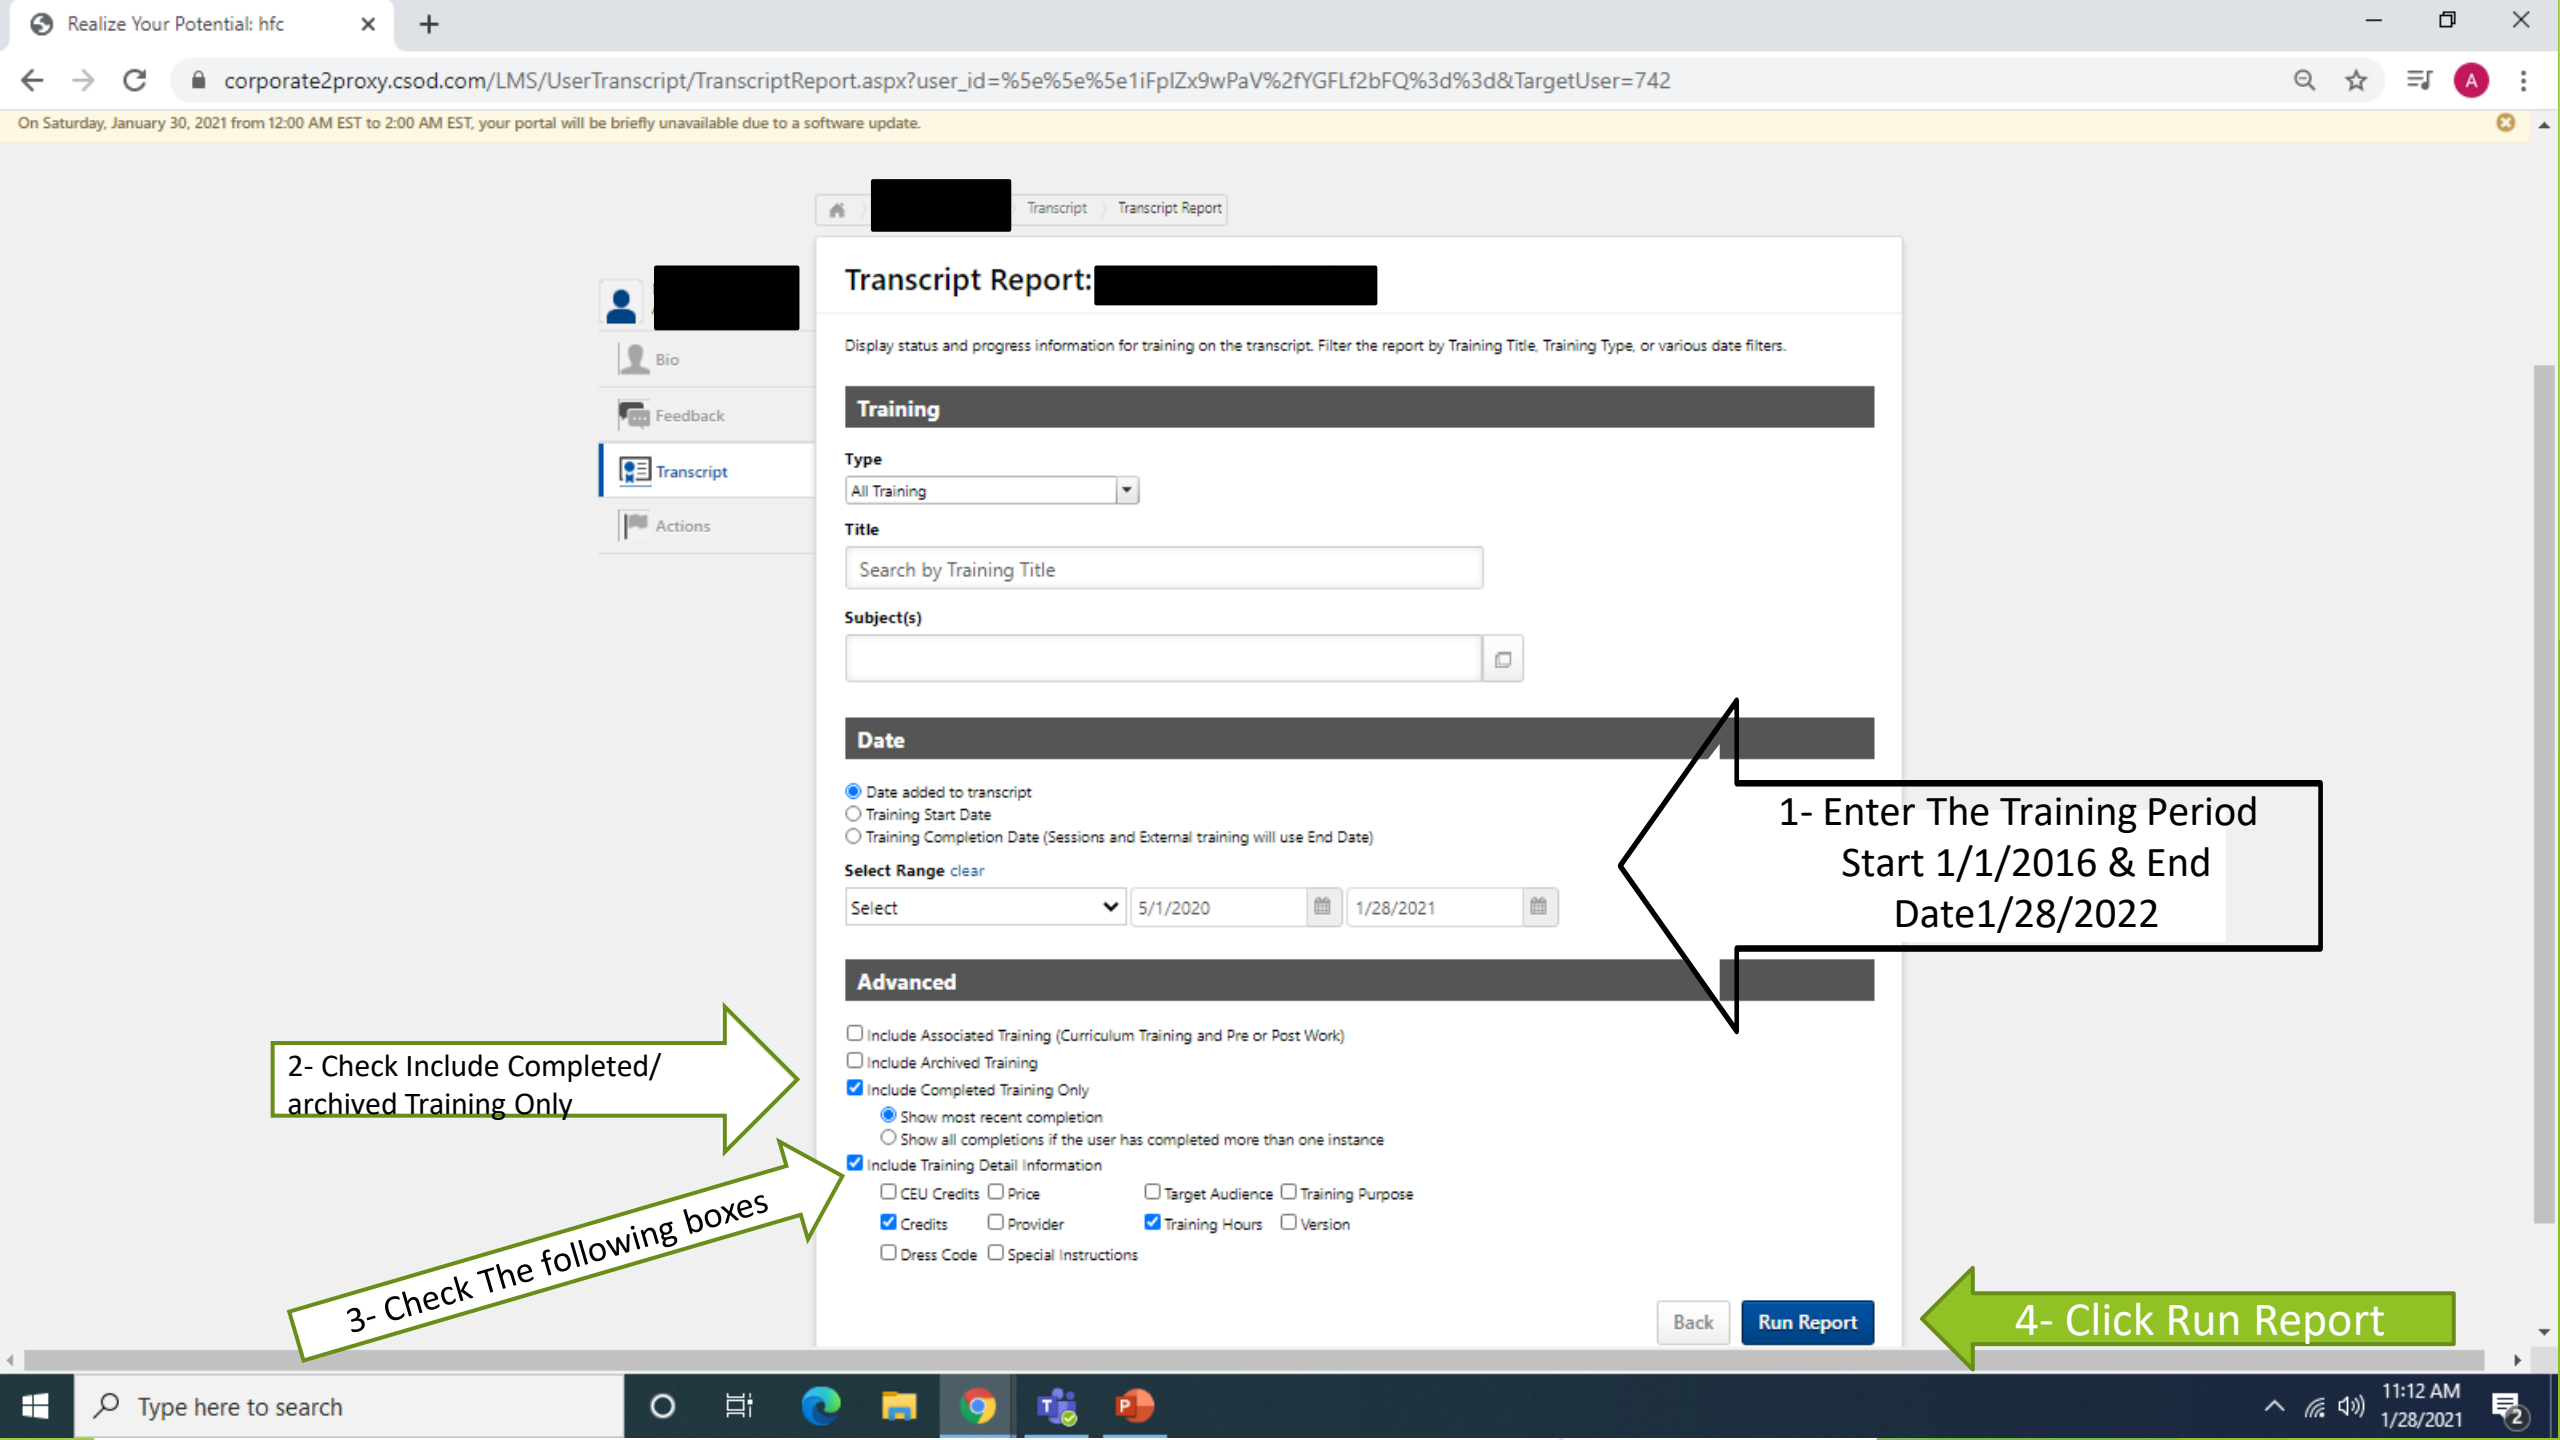 Realize Your Potential: hfc
corporate2proxy.csod.com/LMS/UserTranscript/TranscriptReport.aspx?user_id=%5e%5e%5e1iFpIZx9wPaV%2fYGFLf2bFQ%3d%3d&TargetUser=742
A
On Saturday, January 30, 2021 from 12:00 AM EST to 2:00 AM EST, your portal will be briefly unavailable due to a software update.
Transcript Transcript Report
Transcript Report:
Bio
Feedback
Transcript
Actions
Display status and progress information for training on the transcript. Filter the report by Training Title, Training Type, or various date filters.
Training
Type
All Training
Title
Search by Training Title
Subject(s)
Date
Date added to transcript
Training Start Date
Training Completion Date (Sessions and External training will use End Date)
Select Range clear
Select 5/1/2020 1/28/2021
1- Enter The Training Period
Start 1/1/2016 & End
Date1/28/2022
Advanced
Include Associated Training (Curriculum Training and Pre or Post Work)
Include Archived Training
Include Completed Training Only
Show most recent completion
Show all completions if the user has completed more than one instance
Include Training Detail Information
CEU Credits Price Target Audience Training Purpose
Credits Provider Training Hours Version
Dress Code Special Instructions
2- Check Include Completed/
archived Training Only
3- Check The following boxes
Back Run Report
4- Click Run Report
Type here to search
11:12 AM
1/28/2021
2